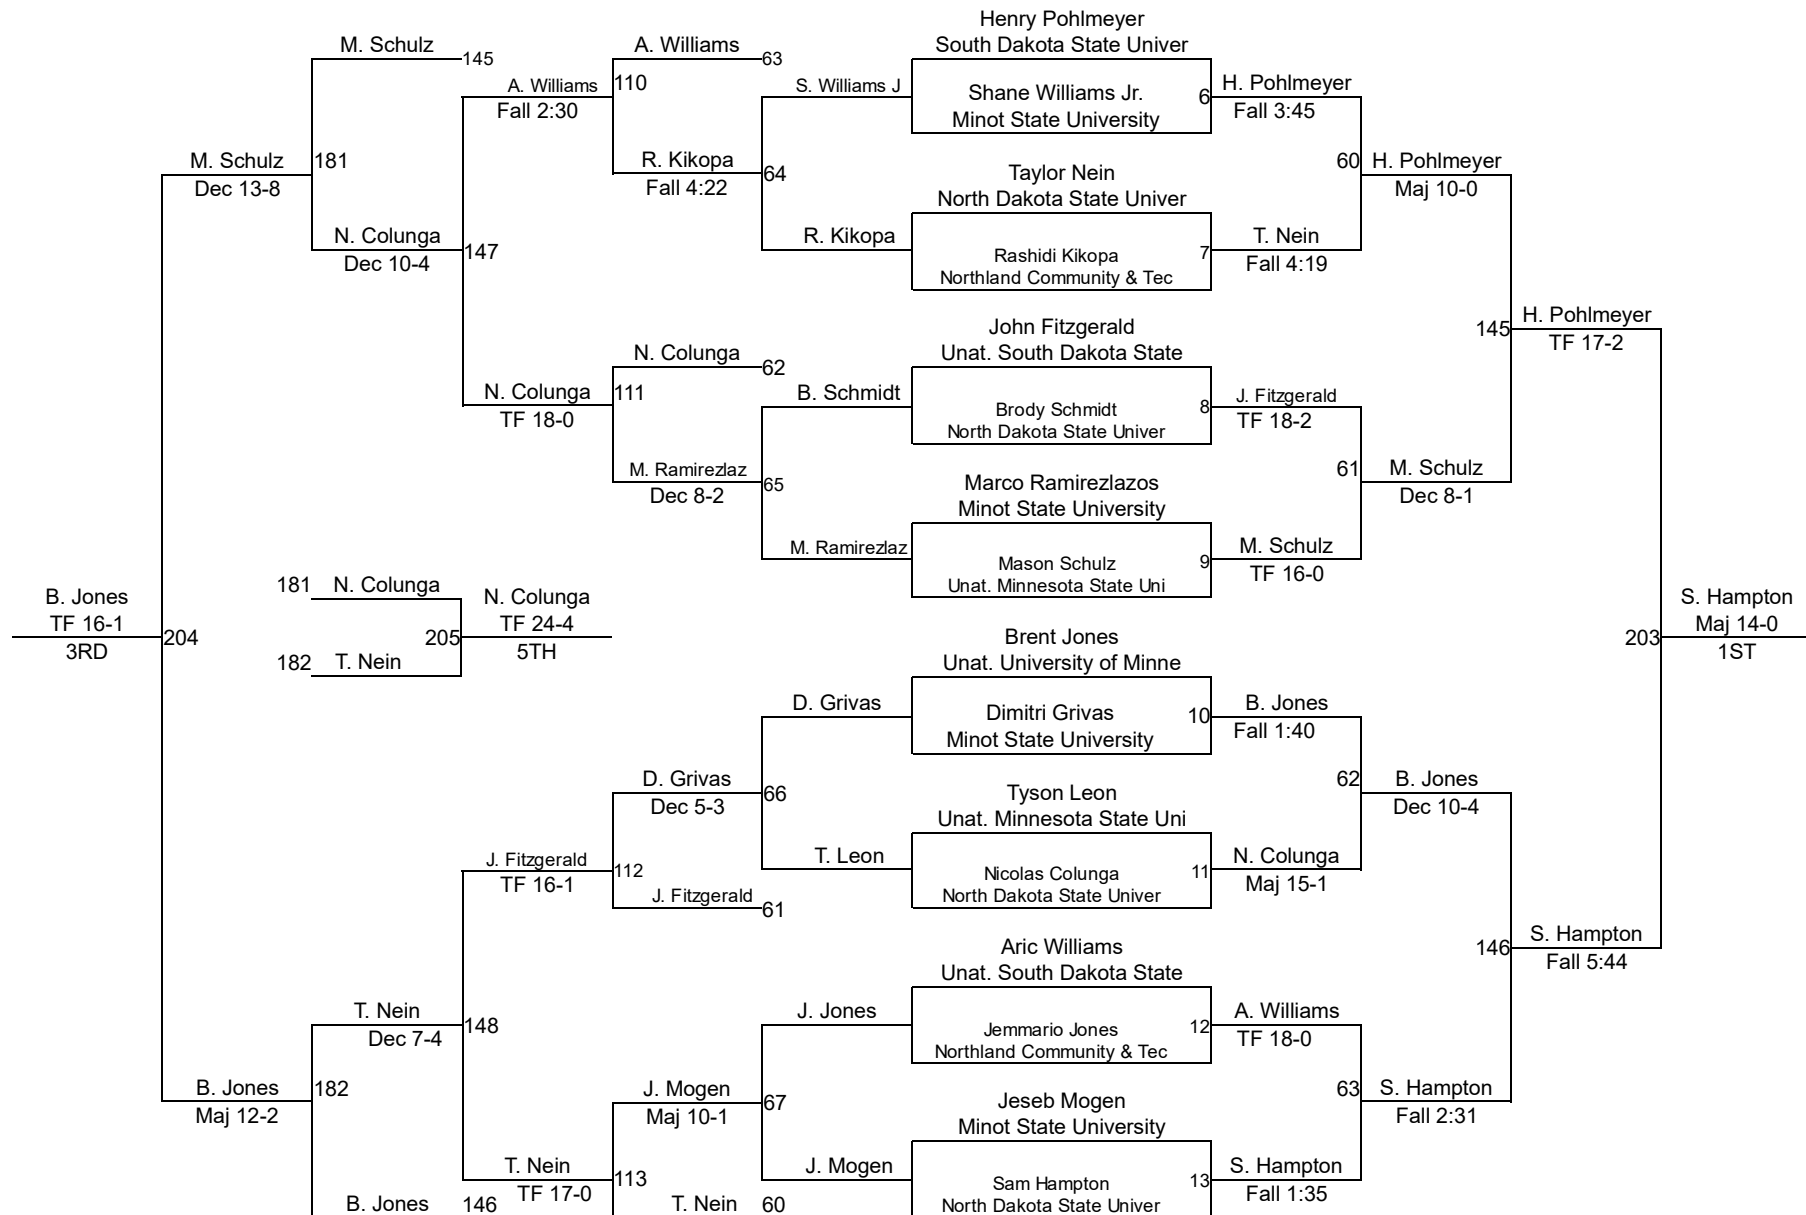 Henry Pohlmeyer
M. Schulz
145
A. Williams
63
South Dakota State Univer
A. Williams
110
S. Williams J
Shane Williams Jr.
6
H. Pohlmeyer
Fall 2:30
Minot State University
Fall 3:45
M. Schulz
181
R. Kikopa
64
Taylor Nein
60
H. Pohlmeyer
Dec 13-8
Fall 4:22
North Dakota State Univer
Maj 10-0
N. Colunga
147
R. Kikopa
Rashidi Kikopa
7
T. Nein
Dec 10-4
Northland Community & Tec
Fall 4:19
John Fitzgerald
145
H. Pohlmeyer
N. Colunga
62
Unat. South Dakota State
TF 17-2
N. Colunga
111
B. Schmidt
Brody Schmidt
8
J. Fitzgerald
TF 18-0
North Dakota State Univer
TF 18-2
M. Ramirezlaz
65
Marco Ramirezlazos
61
M. Schulz
Dec 8-2
Minot State University
Dec 8-1
M. Ramirezlaz
Mason Schulz
9
M. Schulz
Unat. Minnesota State Uni
TF 16-0
181
N. Colunga
B. Jones
N. Colunga
S. Hampton
TF 16-1
204
205
TF 24-4
Brent Jones
203
Maj 14-0
3RD
182
T. Nein
5TH
Unat. University of Minne
1ST
D. Grivas
Dimitri Grivas
10
B. Jones
Minot State University
Fall 1:40
D. Grivas
66
Tyson Leon
62
B. Jones
Dec 5-3
Unat. Minnesota State Uni
Dec 10-4
J. Fitzgerald
112
T. Leon
Nicolas Colunga
11
N. Colunga
TF 16-1
J. Fitzgerald
61
North Dakota State Univer
Maj 15-1
Aric Williams
146
S. Hampton
Unat. South Dakota State
Fall 5:44
T. Nein
148
J. Jones
Jemmario Jones
12
A. Williams
Dec 7-4
Northland Community & Tec
TF 18-0
B. Jones
182
J. Mogen
67
Jeseb Mogen
63
S. Hampton
Maj 12-2
Maj 10-1
Minot State University
Fall 2:31
T. Nein
113
J. Mogen
Sam Hampton
13
S. Hampton
TF 17-0
North Dakota State Univer
Fall 1:35
B. Jones
146
T. Nein
60